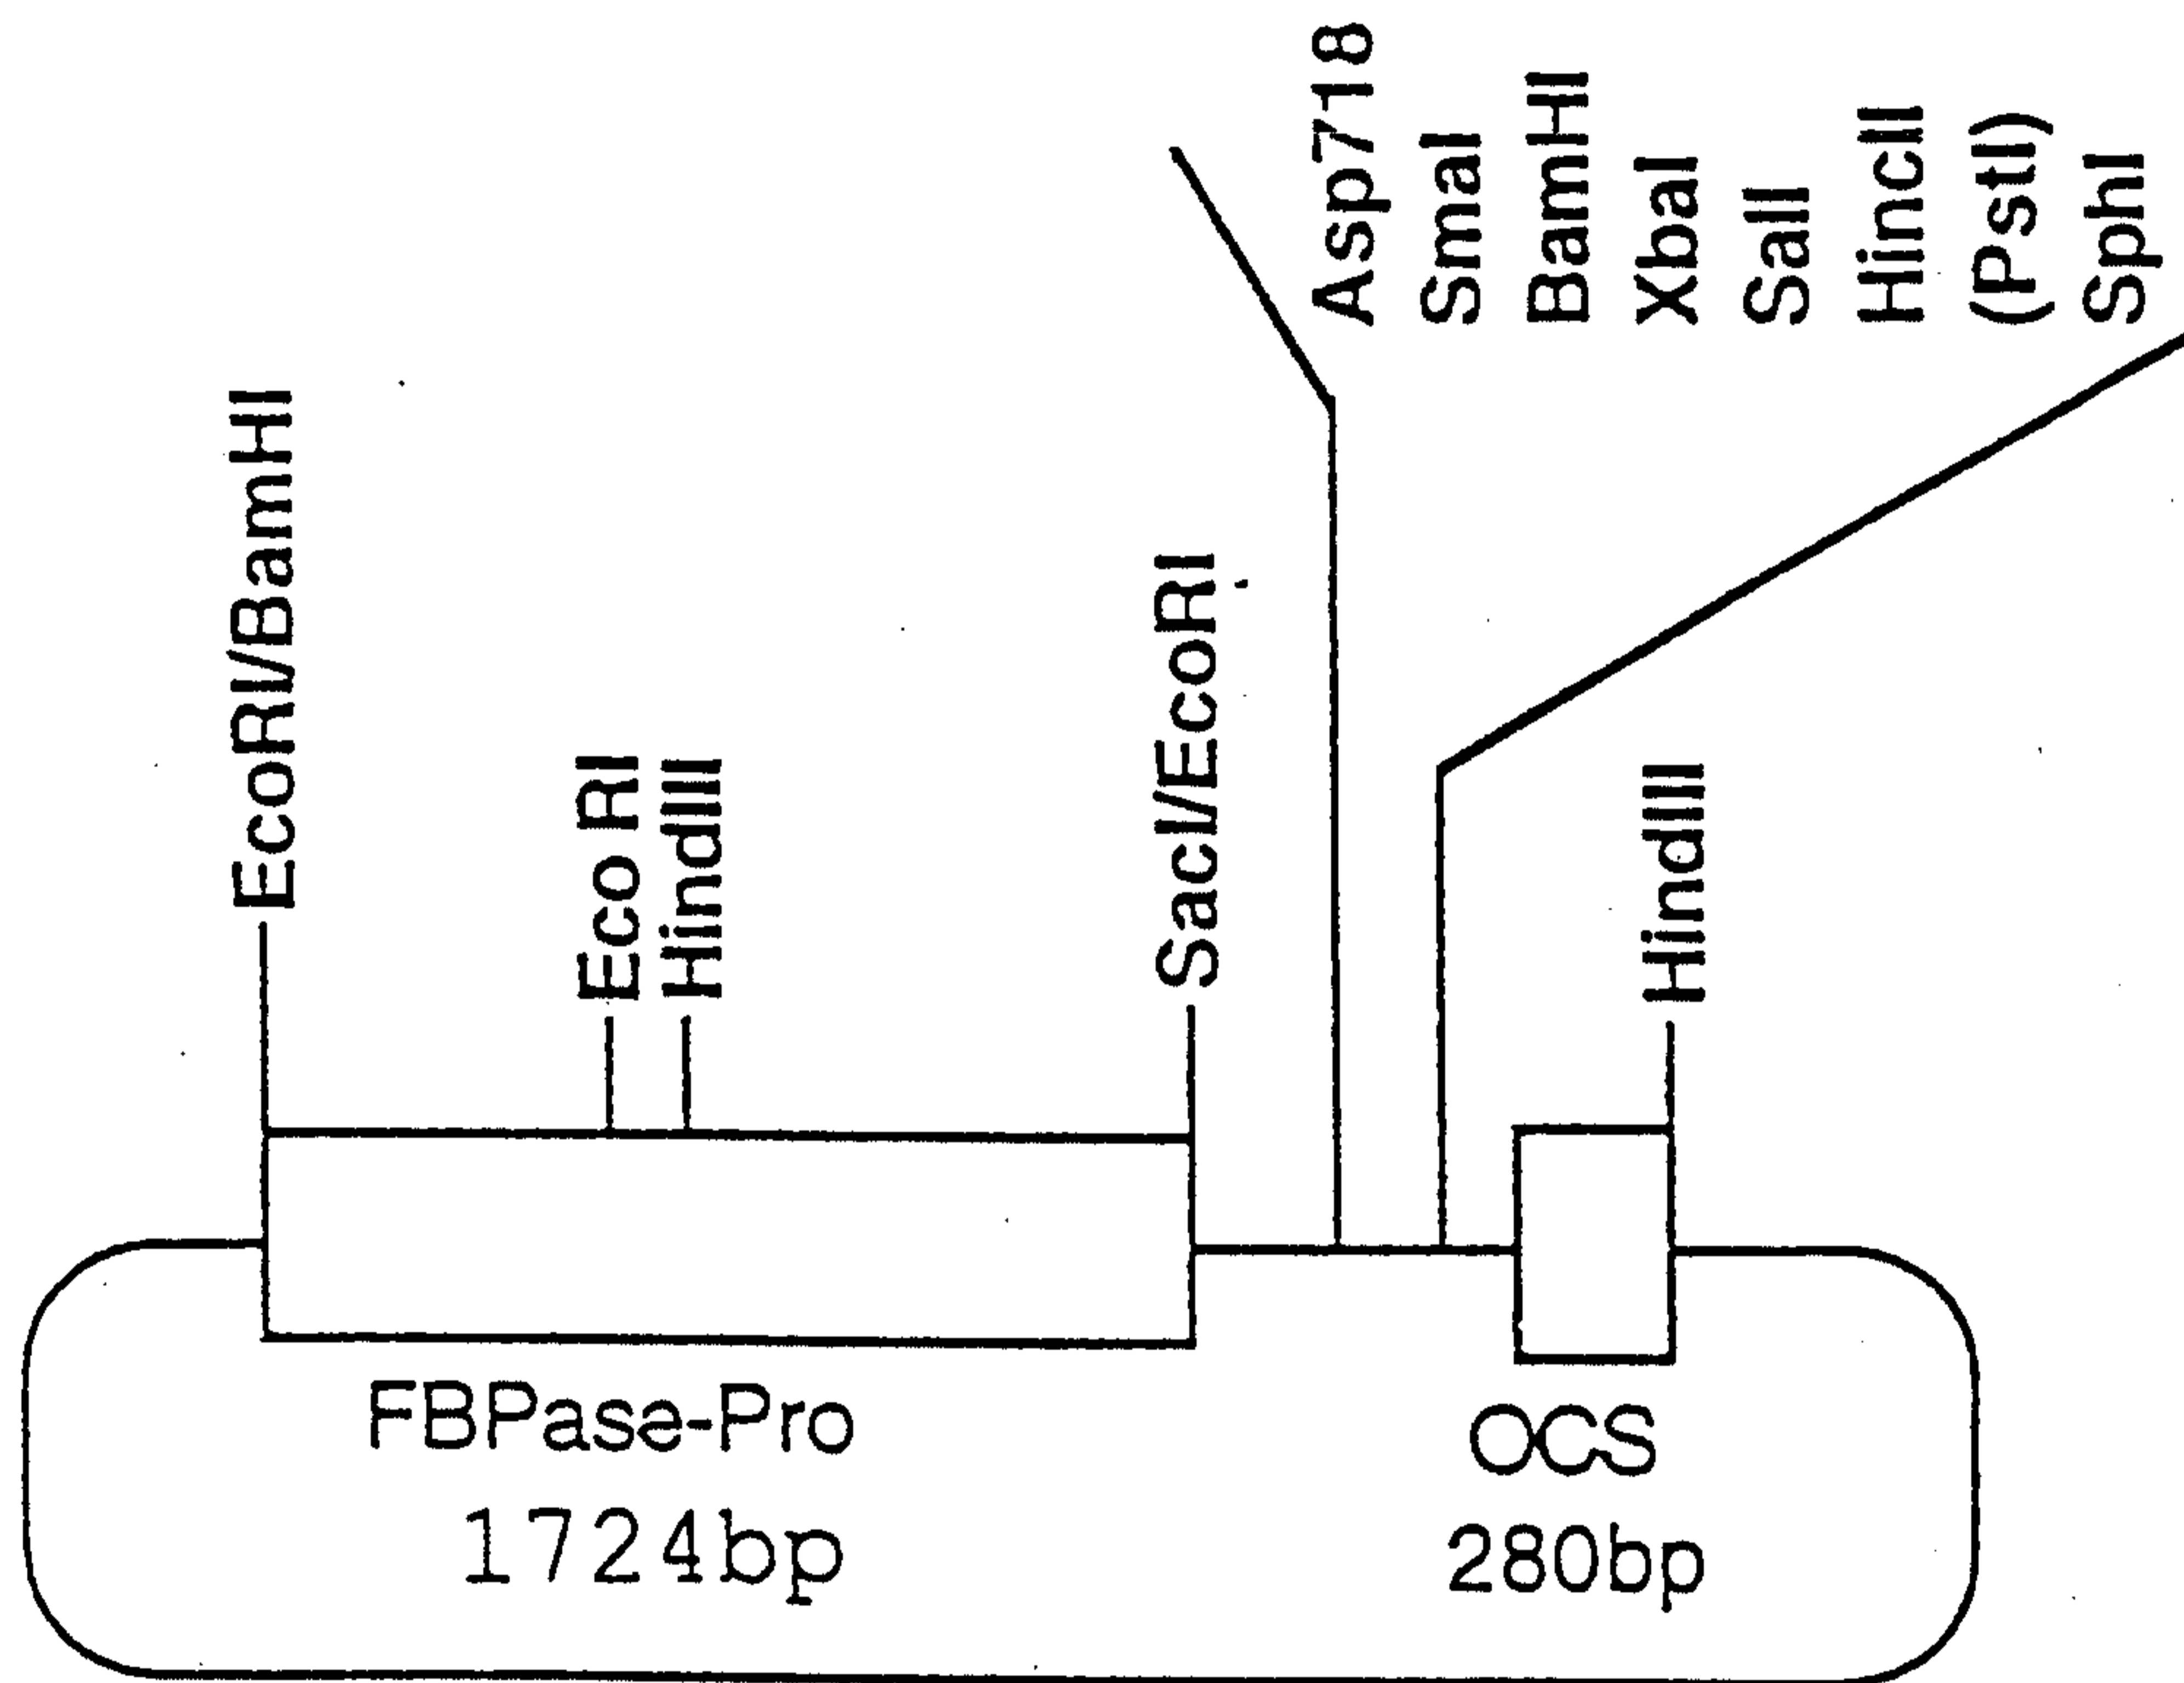 EcoRI/BamHI
Eco RI
HindIII
SacI/EcoRI
Asp718
SmaI
BamHI
XbaI
SalI
HincII
(PstI)
SphI
HindIII
FBPase-Pro
1724bp
OCS
280bp